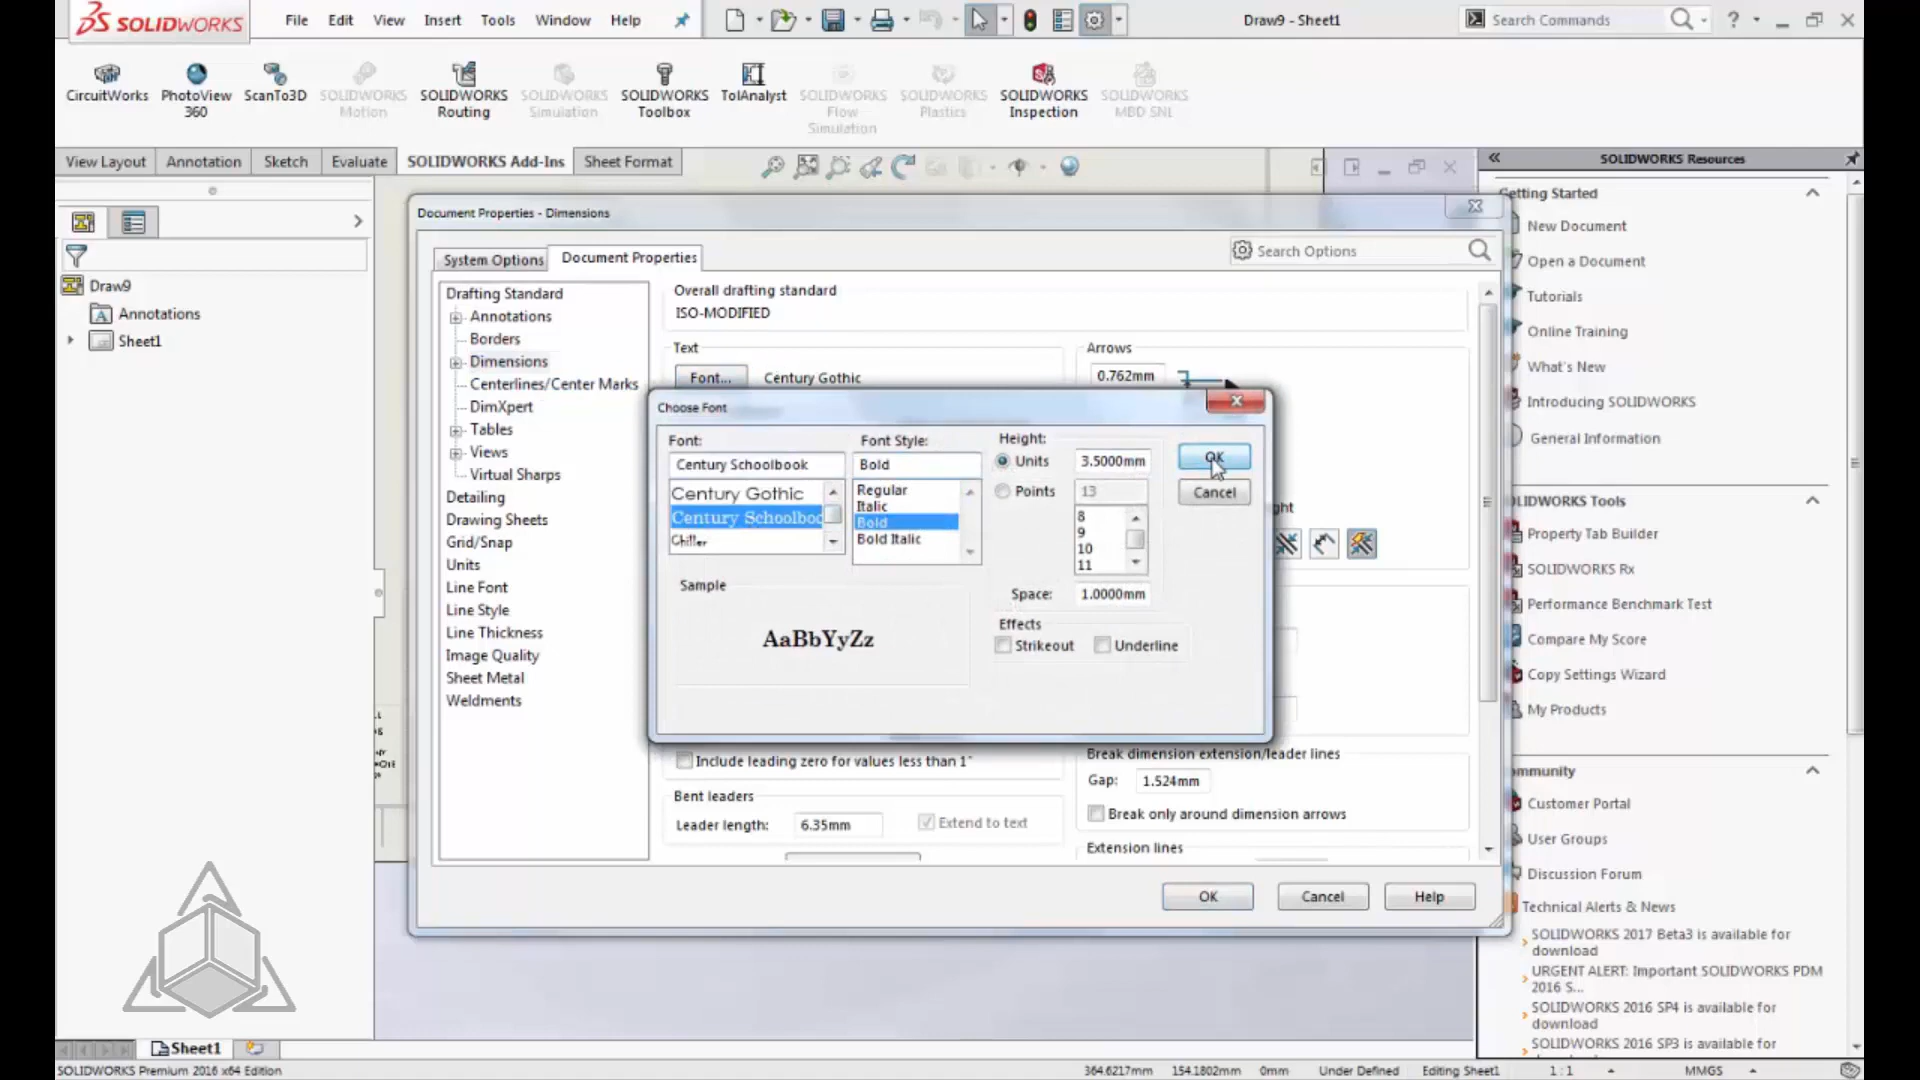 SOLIDWORKS File Edit View Insert Tools Window Help Draw9 - Sheet1 Search Commands ?
CircuitWorks
PhotoView
360
ScanTo3D
SOLIDWORKS
Motion
SOLIDWORKS
Routing
SOLIDWORKS
Simulation
SOLIDWORKS
Toolbox
TolAnalyst
SOLIDWORKS
Flow
Simulation
SOLIDWORKS
Plastics
SOLIDWORKS
Inspection
SOLIDWORKS
MBD SNL
View Layout Annotation Sketch Evaluate SOLIDWORKS Add-Ins Sheet Format
Draw9
Annotations
Sheet1
Document Properties - Dimensions
System Options Document Properties
Search Options
Drafting Standard
Annotations
Borders
Dimensions
Centerlines/Center Marks
DimXpert
Tables
Views
Virtual Sharps
Detailing
Drawing Sheets
Grid/Snap
Units
Line Font
Line Style
Line Thickness
Image Quality
Sheet Metal
Weldments
Overall drafting standard
ISO-MODIFIED
Text
Font... Century Gothic
Arrows
0.762mm
Choose Font
Font:
Century Schoolbook
Century Gothic
Century Schoolboo
Chiller
Font Style:
Bold
Regular
Italic
Bold
Bold Italic
Height:
Units 3.5000mm
Points 13
8
9
10
11
Space: 1.0000mm
OK
Cancel
Sample
AaBbYyZz
Effects
Strikeout Underline
ght
Include leading zero for values less than 1"
Bent leaders
Leader length: 6.35mm Extend to text
Break dimension extension/leader lines
Gap: 1.524mm
Break only around dimension arrows
Extension lines
OK Cancel Help
SOLIDWORKS Resources
Getting Started
New Document
Open a Document
Tutorials
Online Training
What's New
Introducing SOLIDWORKS
General Information
OLIDWORKS Tools
Property Tab Builder
SOLIDWORKS Rx
Performance Benchmark Test
Compare My Score
Copy Settings Wizard
My Products
ommunity
Customer Portal
User Groups
Discussion Forum
Technical Alerts & News
SOLIDWORKS 2017 Beta3 is available for
download
URGENT ALERT: Important SOLIDWORKS PDM
2016 S...
SOLIDWORKS 2016 SP4 is available for
download
SOLIDWORKS 2016 SP3 is available for
Sheet1
SOLIDWORKS Premium 2016 x64 Edition 364.6217mm 154.1802mm 0mm Under Defined Editing Sheet1 1:1 MMGS